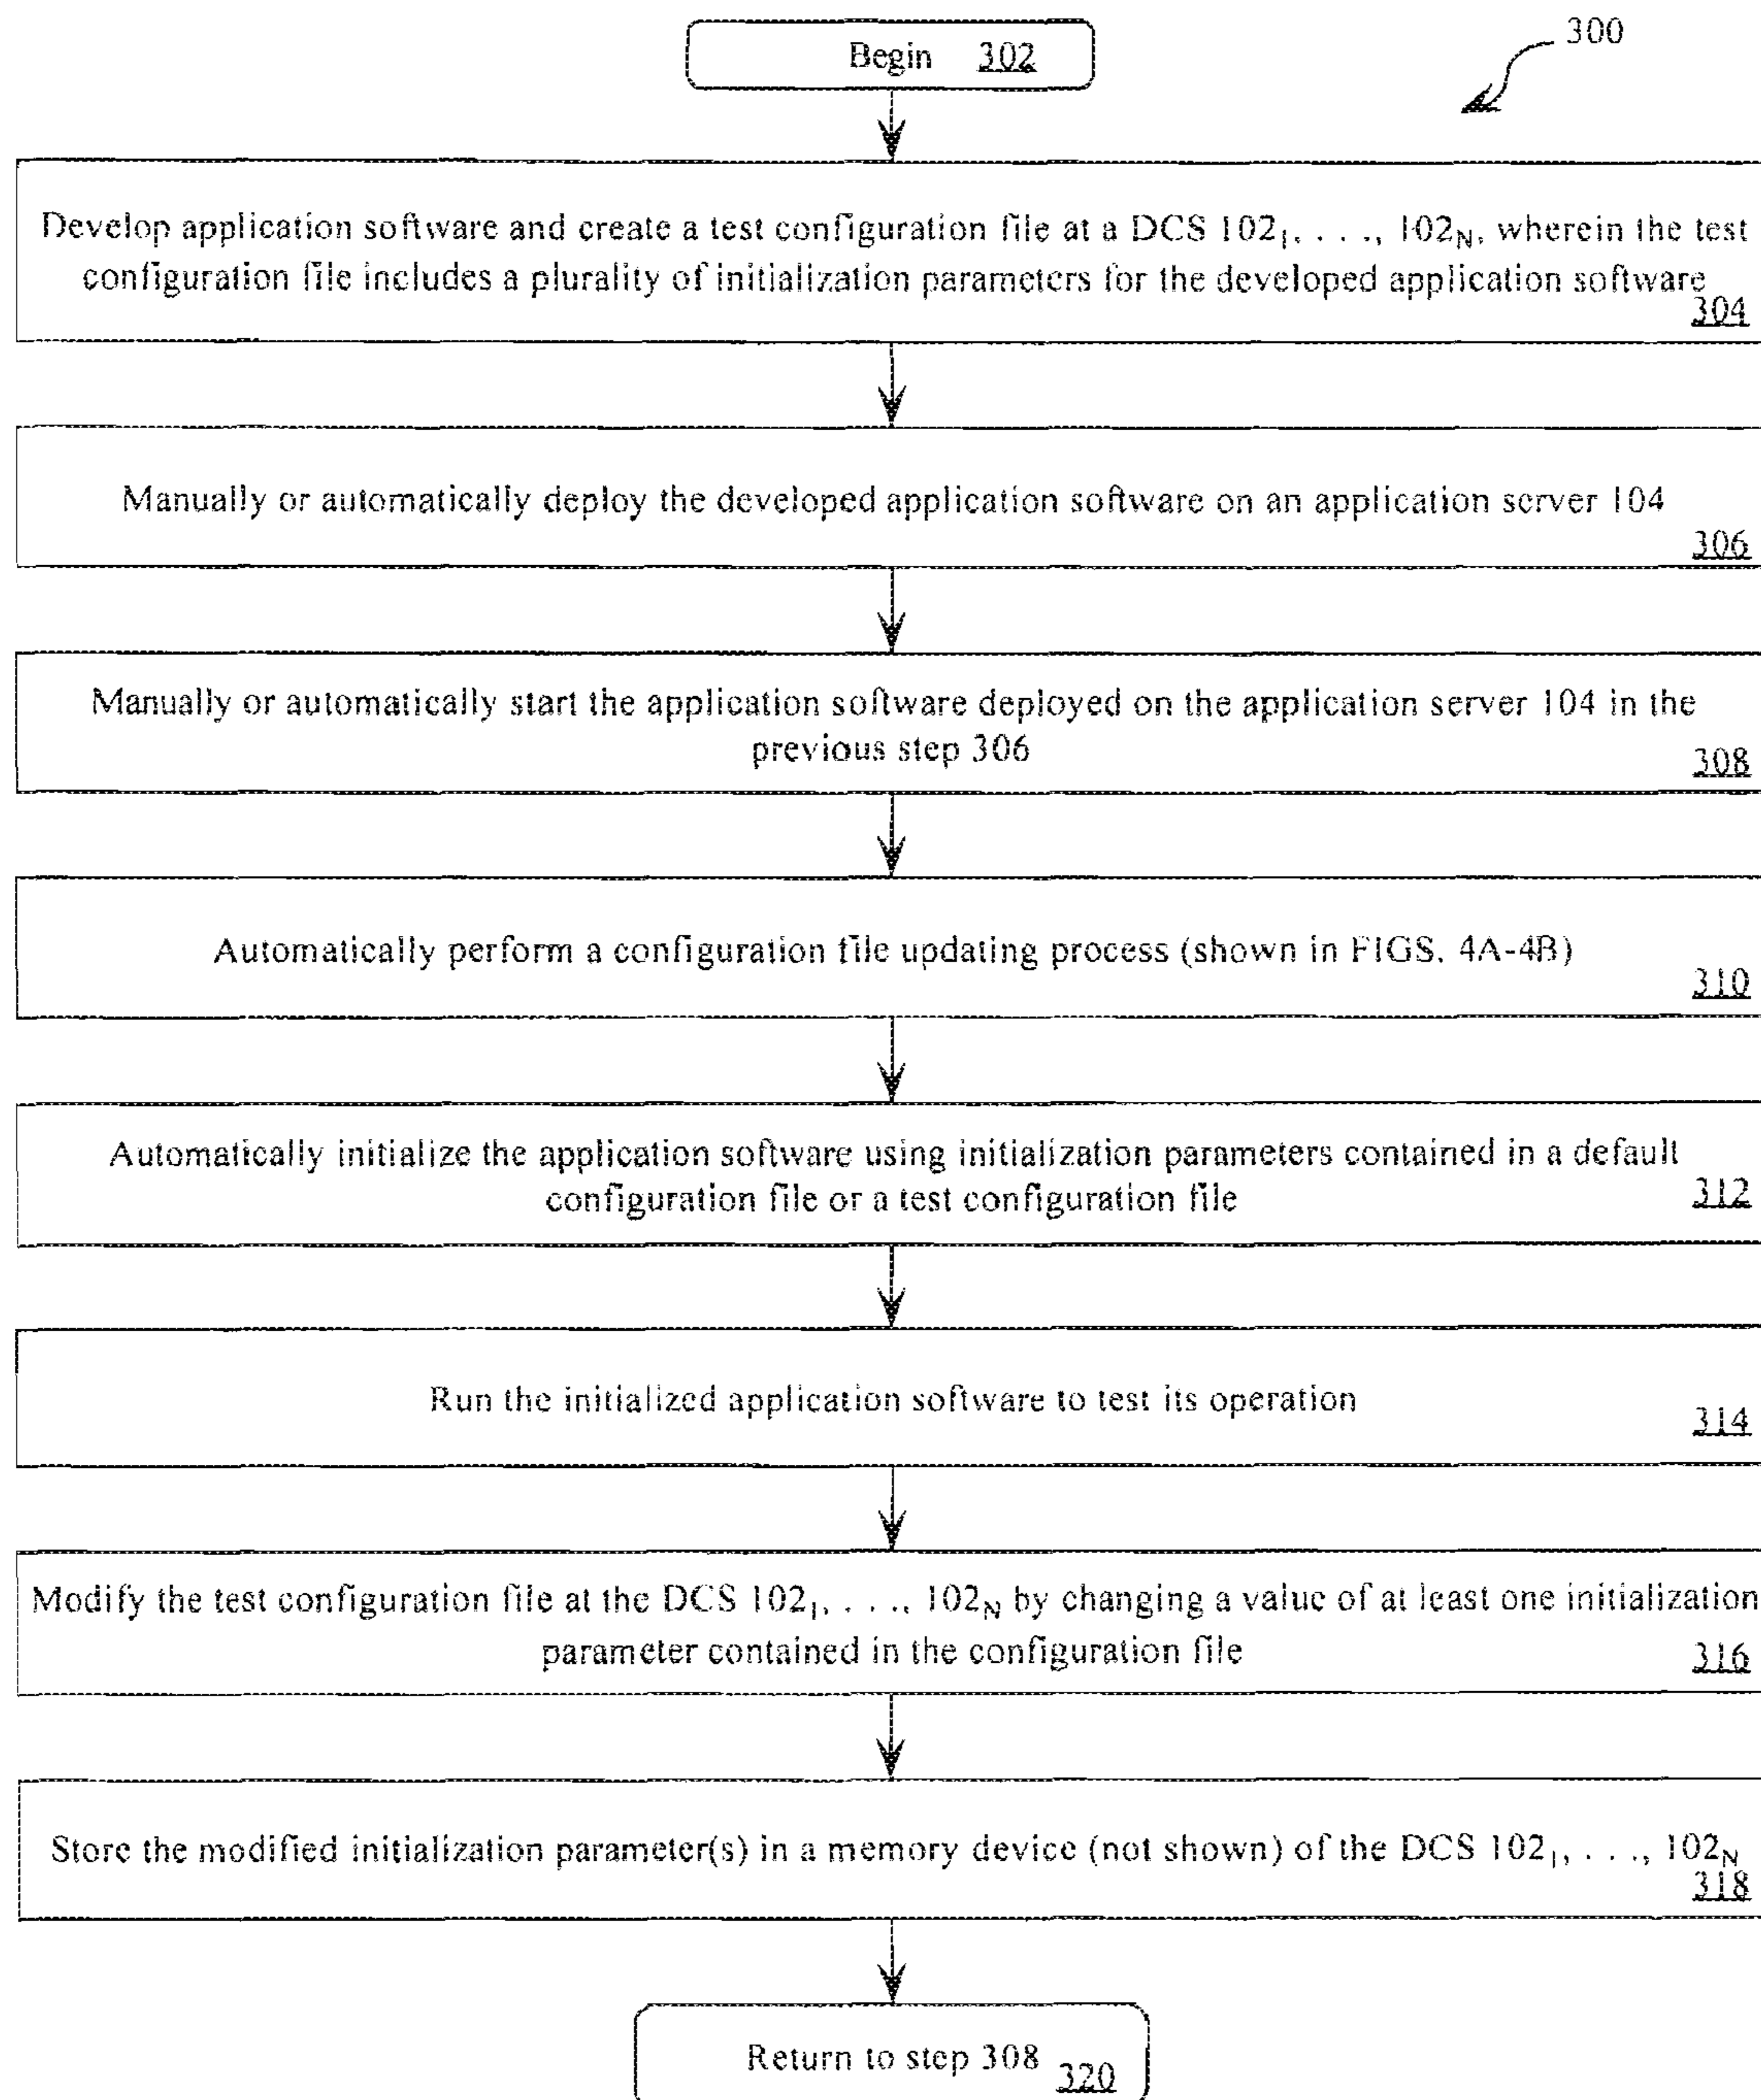 300
Begin 302
Develop application software and create a test configuration file at a DCS 102₁, . . ., 102ₙ, wherein the test
configuration file includes a plurality of initialization parameters for the developed application software
304
Manually or automatically deploy the developed application software on an application server 104
306
Manually or automatically start the application software deployed on the application server 104 in the
previous step 306
308
Automatically perform a configuration file updating process (shown in FIGS. 4A-4B)
310
Automatically initialize the application software using initialization parameters contained in a default
configuration file or a test configuration file
312
Run the initialized application software to test its operation
314
Modify the test configuration file at the DCS 102₁, . . ., 102ₙ by changing a value of at least one initialization
parameter contained in the configuration file
316
Store the modified initialization parameter(s) in a memory device (not shown) of the DCS 102₁, . . ., 102ₙ
318
Return to step 308
320